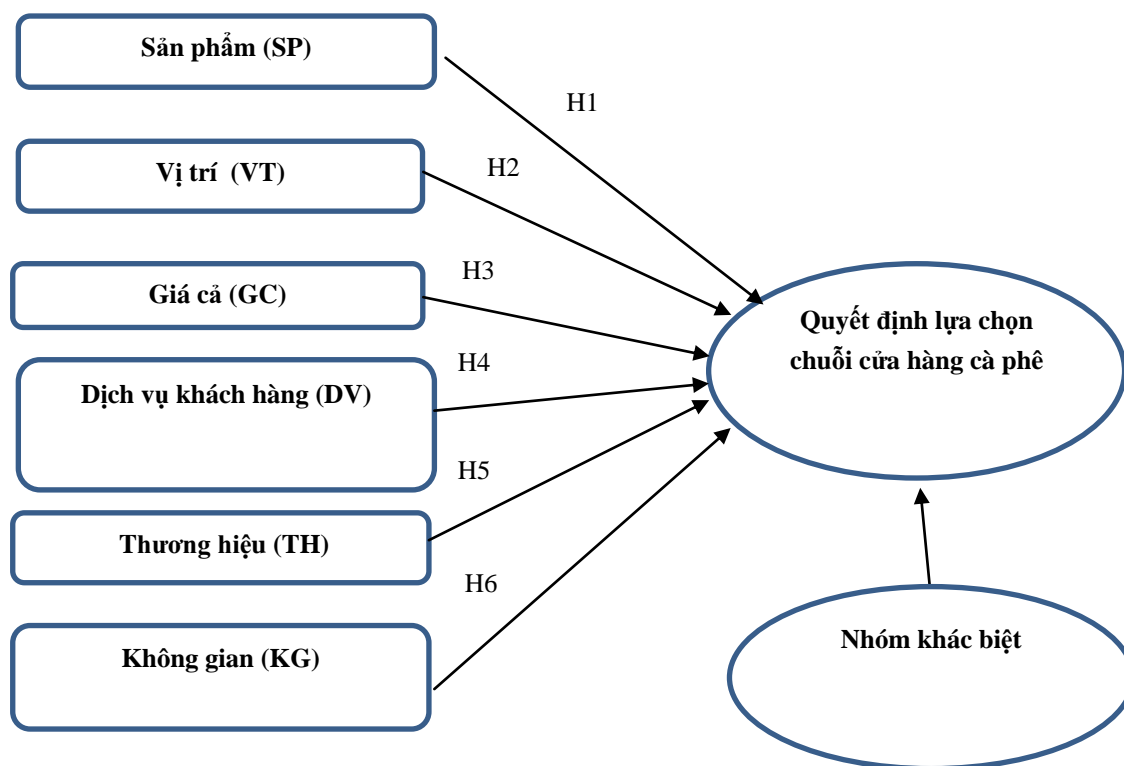 Sản phẩm (SP)
H1
Vị trí (VT)
H2
Giá cả (GC)
H3
Quyết định lựa chọn
chuỗi cửa hàng cà phê
Dịch vụ khách hàng (DV)
H4
Thương hiệu (TH)
H5
Không gian (KG)
H6
Nhóm khác biệt